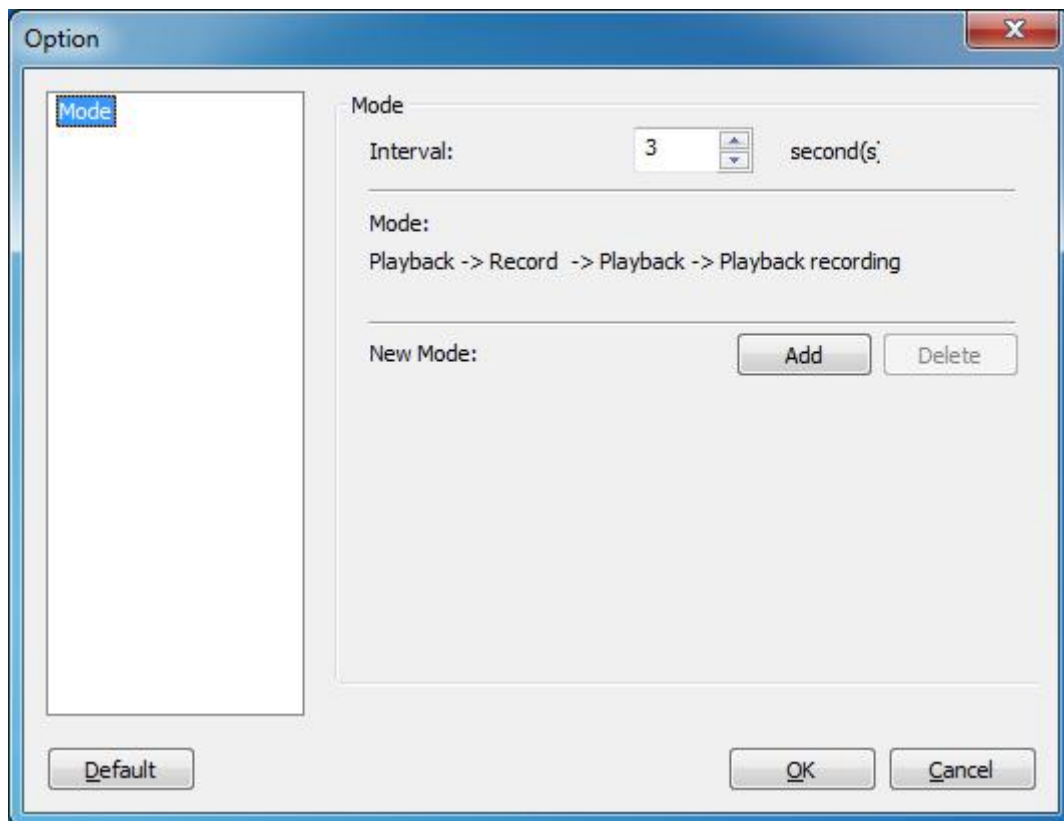 Option
Mode
Mode
Interval: 3 second(s)
Mode:
Playback -> Record -> Playback -> Playback recording
New Mode: Add Delete
Default OK Cancel